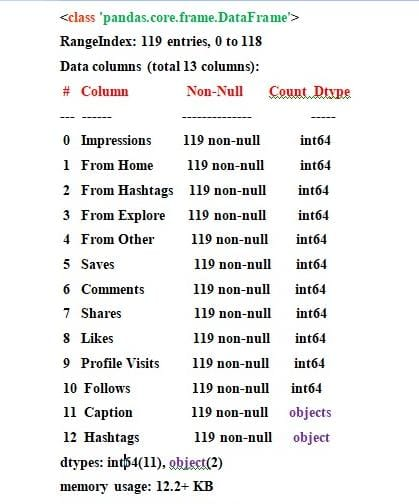 <class 'pandas.core.frame.DataFrame'>
RangeIndex: 119 entries, 0 to 118
Data columns (total 13 columns):
# Column Non-Null Count Dtype
--- ------ -------------- -----
0 Impressions 119 non-null int64
1 From Home 119 non-null int64
2 From Hashtags 119 non-null int64
3 From Explore 119 non-null int64
4 From Other 119 non-null int64
5 Saves 119 non-null int64
6 Comments 119 non-null int64
7 Shares 119 non-null int64
8 Likes 119 non-null int64
9 Profile Visits 119 non-null int64
10 Follows 119 non-null int64
11 Caption 119 non-null objects
12 Hashtags 119 non-null object
dtypes: int64(11), object(2)
memory usage: 12.2+ KB